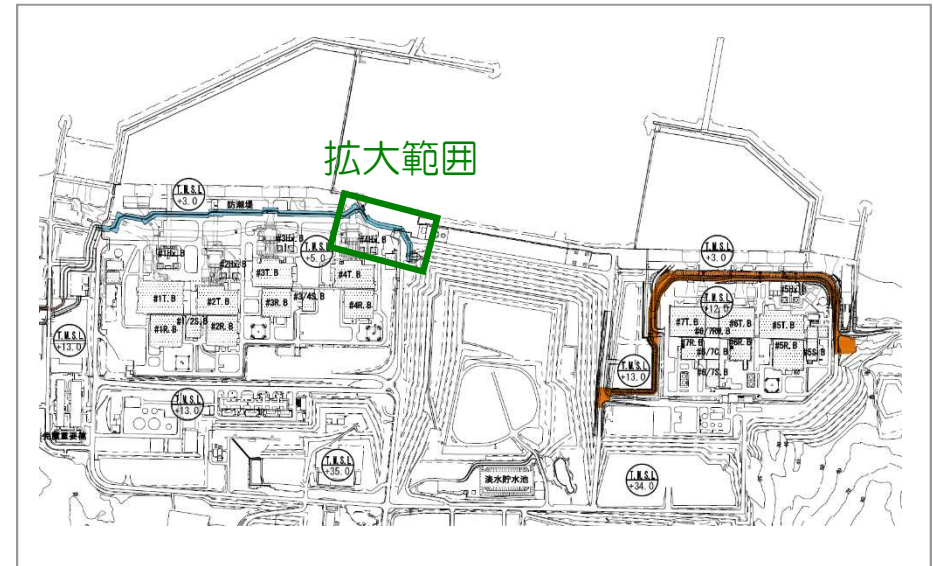 拡大範囲
T.M.S.L
+3.0
防潮堤
#1Hx.B
#2Hx.B
#3Hx.B
#4Hx.B
T.M.S.L
+5.0
#1T.B
#2T.B
#3T.B
#4T.B
#1R.B
#1/2S.B
#2R.B
#3R.B
#3/4S.B
#4R.B
T.M.S.L
+13.0
T.M.S.L
+13.0
T.M.S.L
+35.0
淡水貯水池
T.M.S.L
+3.0
#5Hx.B
T.M.S.L
+12.0
#7T.B
#6T.B
#5T.B
#6/7RW.B
#7R.B
#6/7C.B
#6R.B
#5R.B
#5S.B
#6/7S.B
T.M.S.L
+13.0
T.M.S.L
+34.0